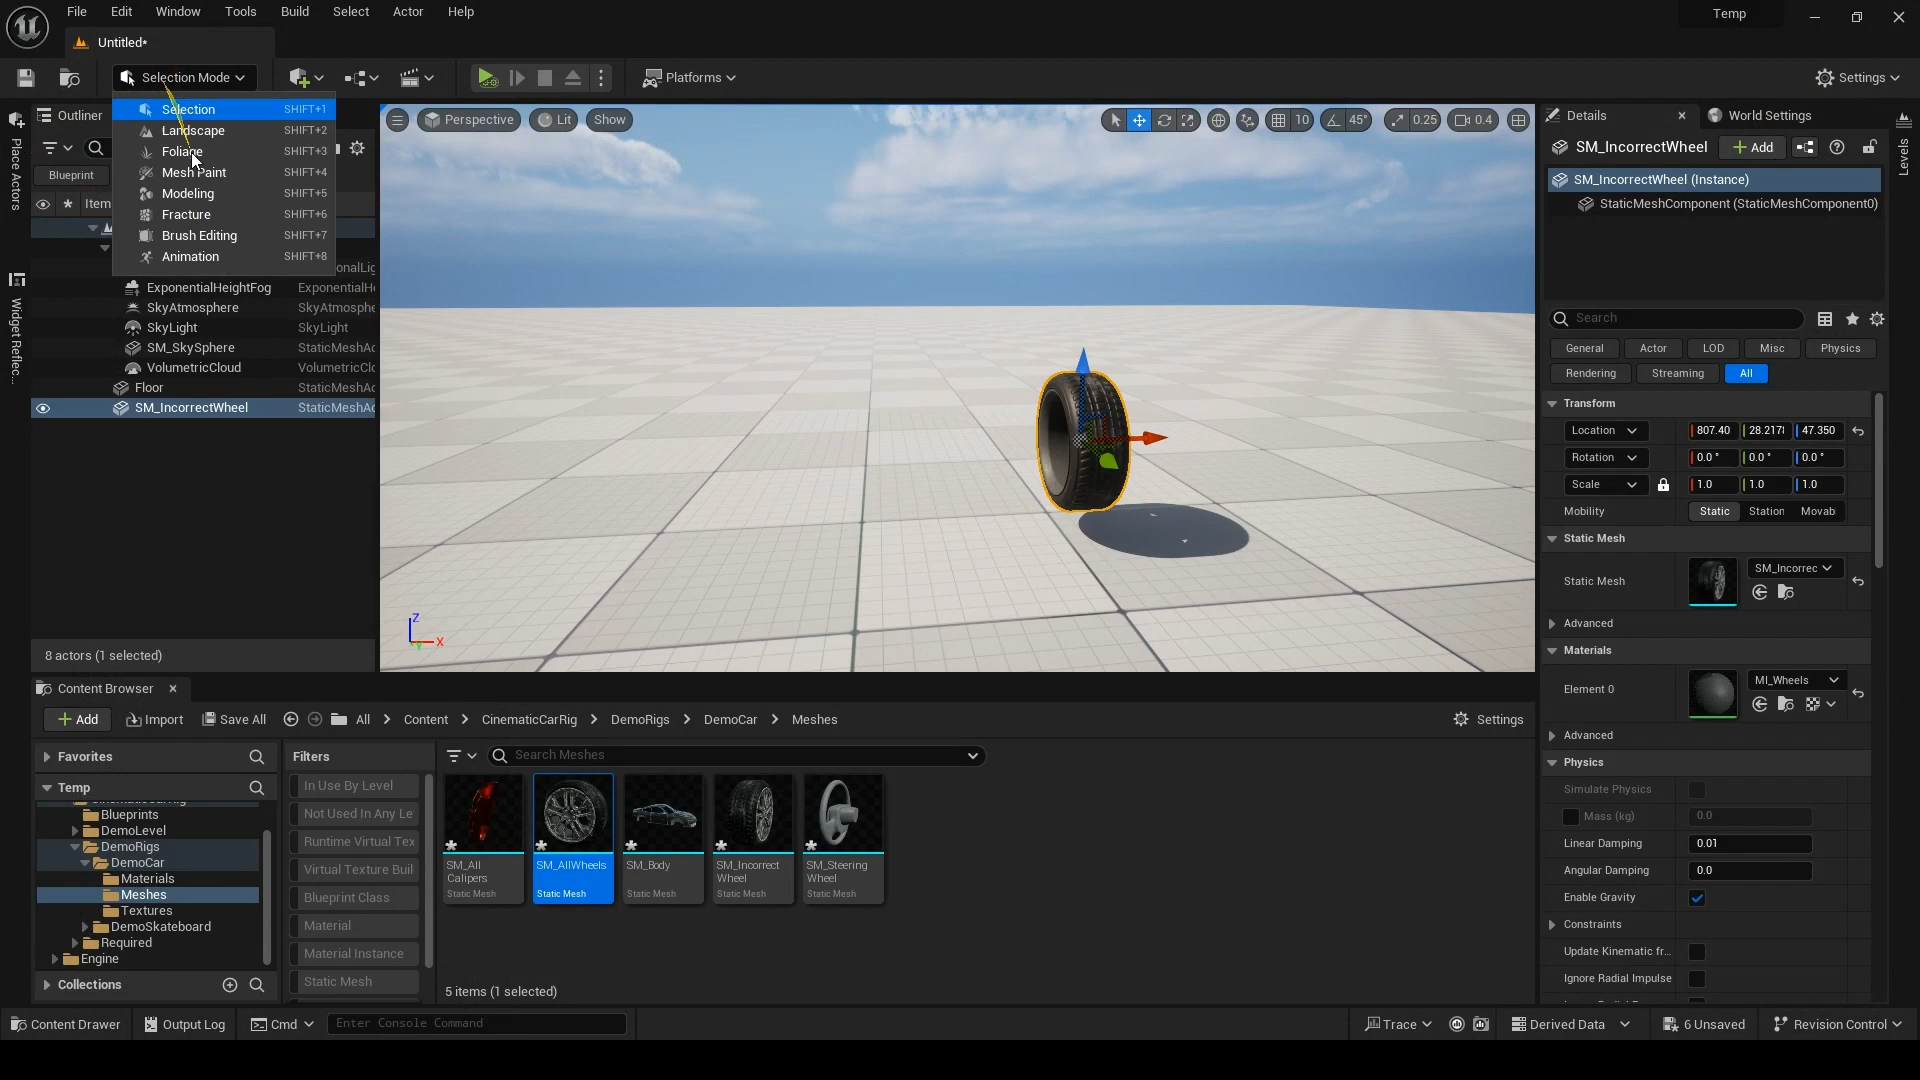 File Edit Window Tools Build Select Actor Help
Temp
Untitled*
Selection Mode
Platforms
Settings
Selection SHIFT+1
Landscape SHIFT+2
Foliage SHIFT+3
Mesh Paint SHIFT+4
Modeling SHIFT+5
Fracture SHIFT+6
Brush Editing SHIFT+7
Animation SHIFT+8
Place Actors
Widget Reflec...
Outliner
Blueprint
Item
ExponentialHeightFog ExponentialHe
SkyAtmosphere SkyAtmosphe
SkyLight SkyLight
SM_SkySphere StaticMeshAc
VolumetricCloud VolumetricClo
Floor StaticMeshAc
SM_IncorrectWheel StaticMeshAc
8 actors (1 selected)
Perspective Lit Show
10 45° 0.25 0.4
Z
X
Details
World Settings
Levels
SM_IncorrectWheel
Add
SM_IncorrectWheel (Instance)
StaticMeshComponent (StaticMeshComponent0)
Search
General Actor LOD Misc Physics
Rendering Streaming All
Transform
Location 807.40 28.217 47.350
Rotation 0.0 ° 0.0 ° 0.0 °
Scale 1.0 1.0 1.0
Mobility Static Station Movab
Static Mesh
Static Mesh SM_Incorrec
Advanced
Materials
Element 0 MI_Wheels
Advanced
Physics
Simulate Physics
Mass (kg) 0.0
Linear Damping 0.01
Angular Damping 0.0
Enable Gravity
Constraints
Update Kinematic fr...
Ignore Radial Impulse
Content Browser
Add Import Save All All Content CinematicCarRig DemoRigs DemoCar Meshes
Settings
Favorites
Temp
Blueprints
DemoLevel
DemoRigs
DemoCar
Materials
Meshes
Textures
DemoSkateboard
Required
Engine
Collections
Filters
In Use By Level
Not Used In Any Le
Runtime Virtual Tex
Virtual Texture Buil
Blueprint Class
Material
Material Instance
Static Mesh
Search Meshes
SM_All
Calipers
Static Mesh
SM_AllWheels
Static Mesh
SM_Body
Static Mesh
SM_Incorrect
Wheel
Static Mesh
SM_Steering
Wheel
Static Mesh
5 items (1 selected)
Content Drawer Output Log Cmd Enter Console Command
Trace Derived Data 6 Unsaved Revision Control